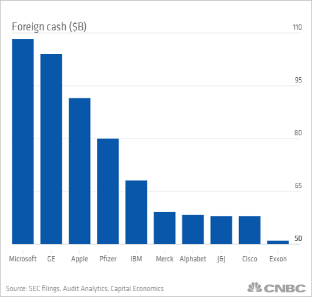 Foreign cash ($B)
110
95
80
65
50
Microsoft GE Apple Pfizer IBM Merck Alphabet J&J Cisco Exxon
Source: SEC filings, Audit Analytics, Capital Economics
CNBC